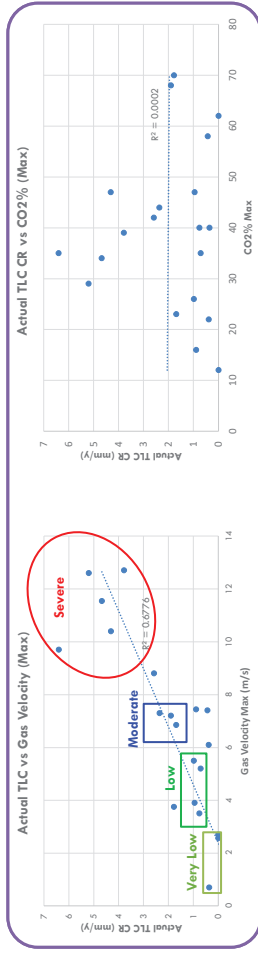 Actual TLC vs Gas Velocity (Max)
Actual TLC CR (mm/y)
7
6
5
4
3
2
1
0
Severe
Moderate
Low
Very Low
R² = 0.6776
0
2
4
6
8
10
12
14
Gas Velocity Max (m/s)
Actual TLC CR vs CO2% (Max)
Actual TLC CR (mm/y)
7
6
5
4
3
2
1
0
R² = 0.0002
0
10
20
30
40
50
60
70
80
CO2% Max